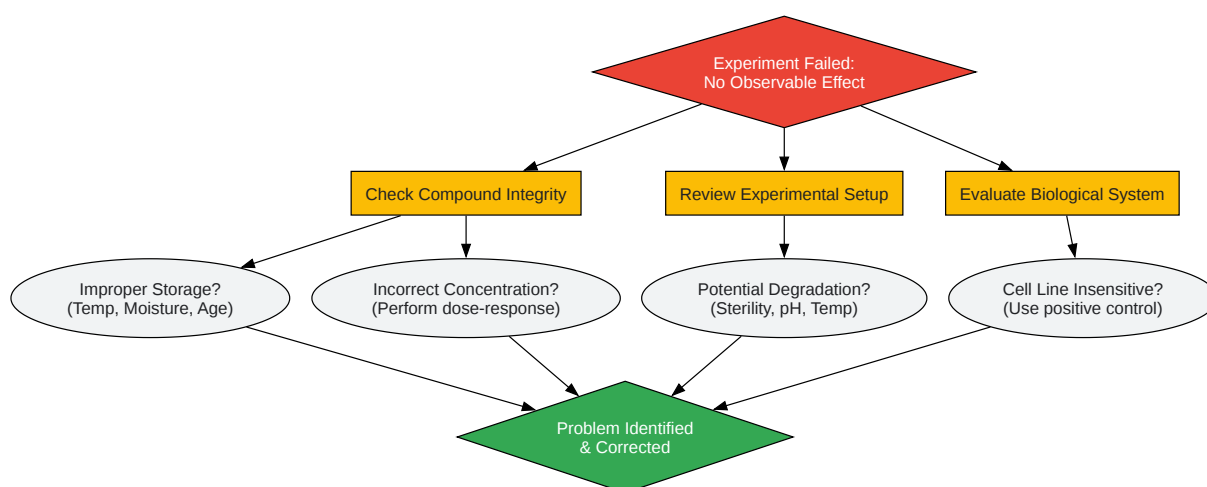 Experiment Failed:
No Observable Effect
Check Compound Integrity
Review Experimental Setup
Evaluate Biological System
Improper Storage?
(Temp, Moisture, Age)
Incorrect Concentration?
(Perform dose-response)
Potential Degradation?
(Sterility, pH, Temp)
Cell Line Insensitive?
(Use positive control)
Problem Identified
& Corrected